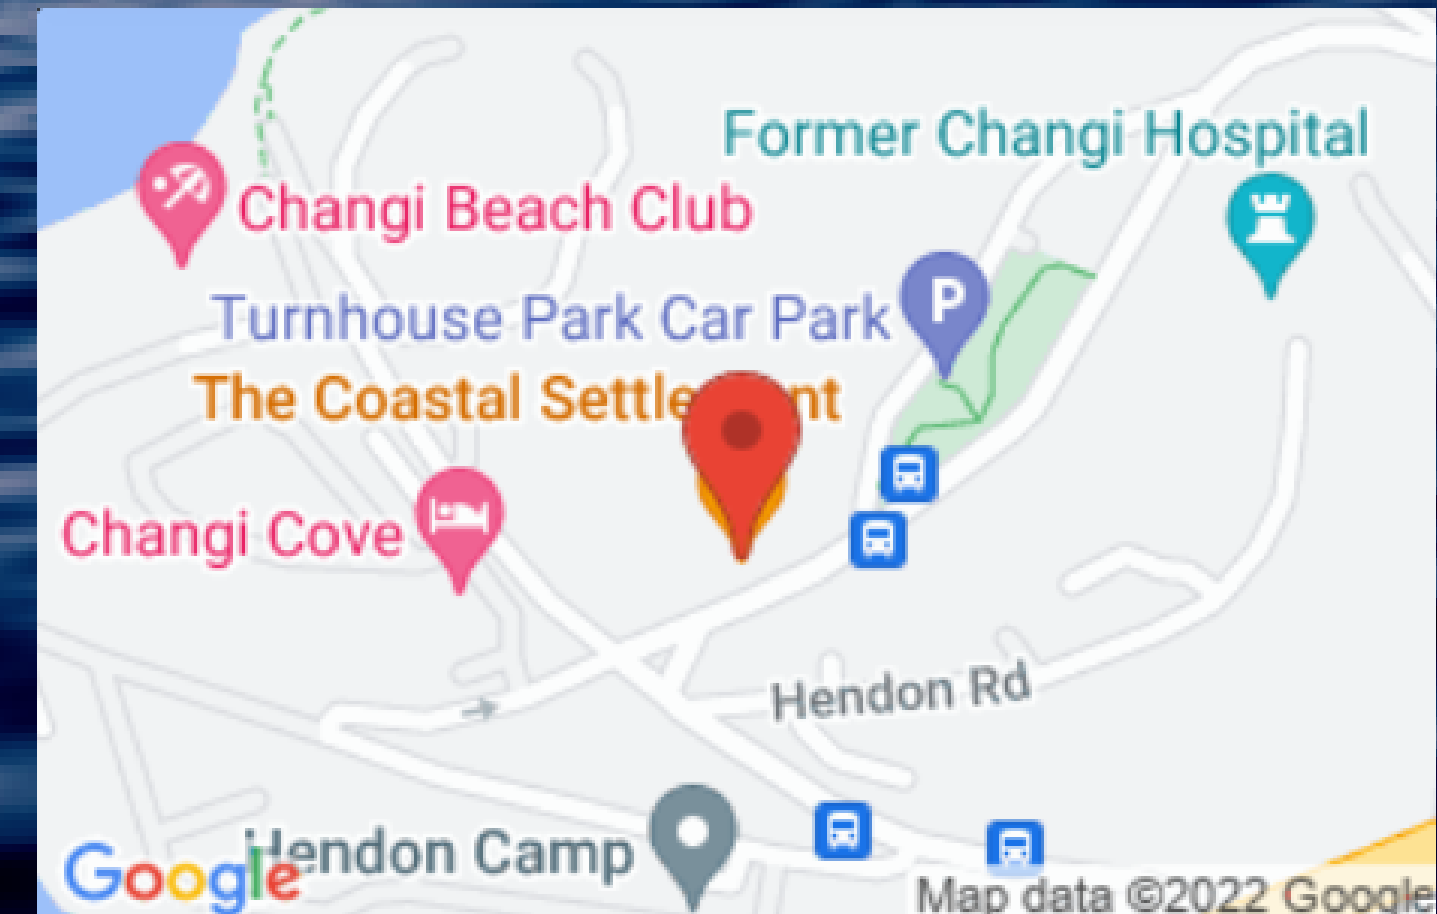 Former Changi Hospital
Changi Beach Club
P
Turnhouse Park Car Park
The Coastal Settle nt
Changi Cove
Hendon Rd
Hendon Camp
Google
Map data ©2022 Google